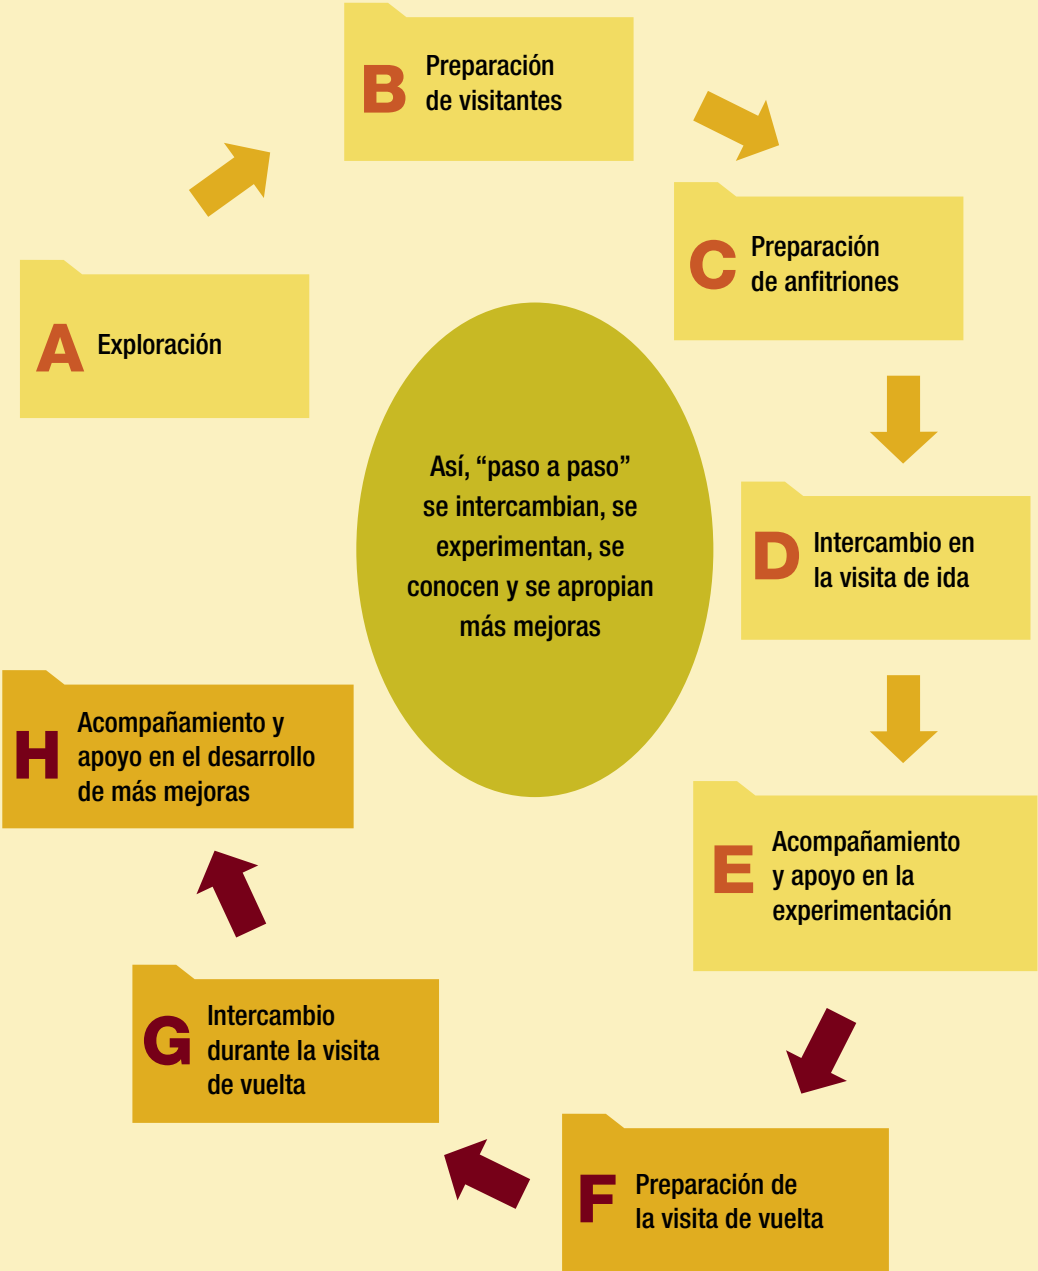 B
Preparación
de visitantes
C
Preparación
de anfitriones
A
Exploración
Así, “paso a paso”
se intercambian, se
experimentan, se
conocen y se apropian
más mejoras
D
Intercambio en
la visita de ida
H
Acompañamiento y
apoyo en el desarrollo
de más mejoras
E
Acompañamiento
y apoyo en la
experimentación
G
Intercambio
durante la visita
de vuelta
F
Preparación de
la visita de vuelta